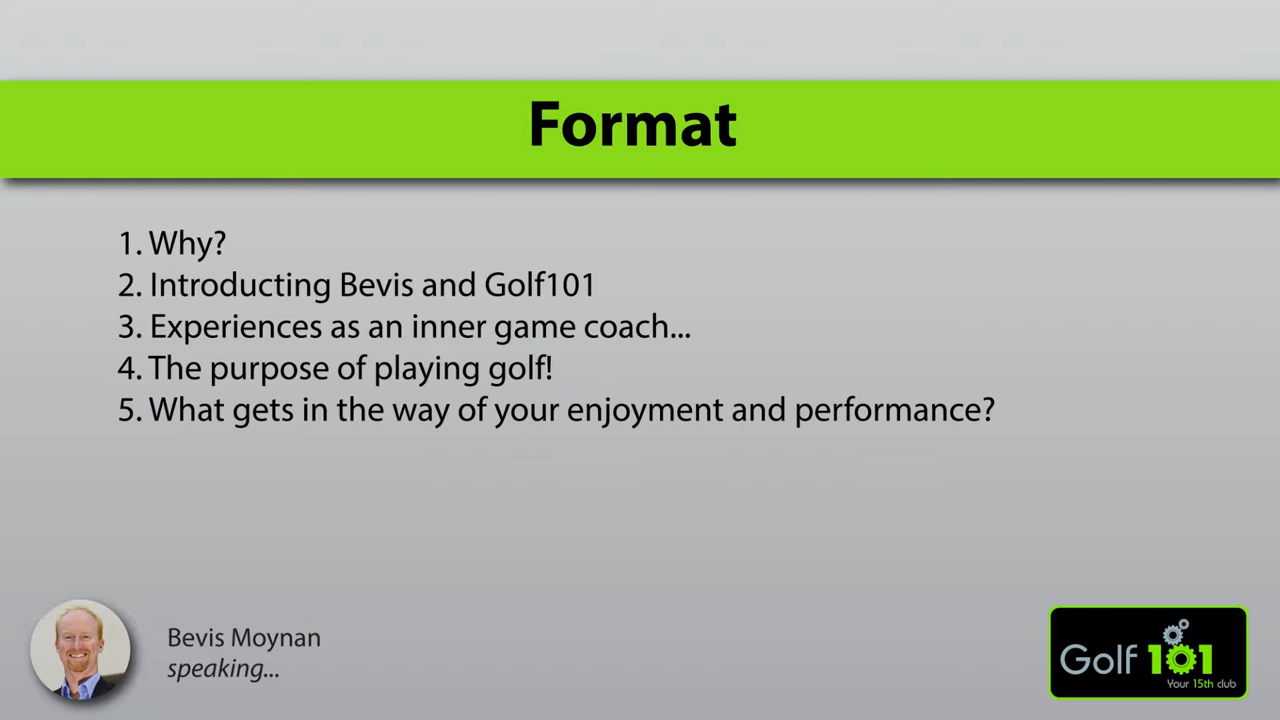 Format
1. Why?
2. Introducting Bevis and Golf101
3. Experiences as an inner game coach...
4. The purpose of playing golf!
5. What gets in the way of your enjoyment and performance?
Bevis Moynan
speaking...
Golf 101
Your 15th club